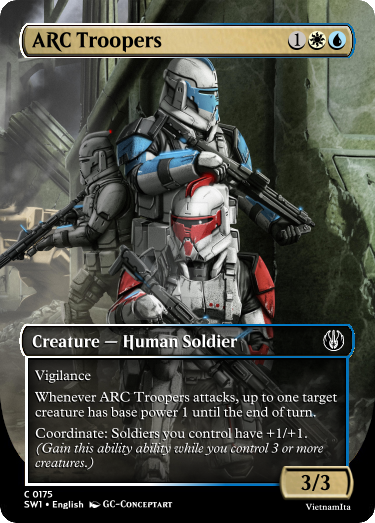 ARC Troopers 1
Creature — Human Soldier
Vigilance
Whenever ARC Troopers attacks, up to one target
creature has base power 1 until the end of turn.
Coordinate: Soldiers you control have +1/+1.
(Gain this ability ability while you control 3 or more
creatures.)
3/3
C 0175
SW1 • English GC-Conceptart
VietnamIta